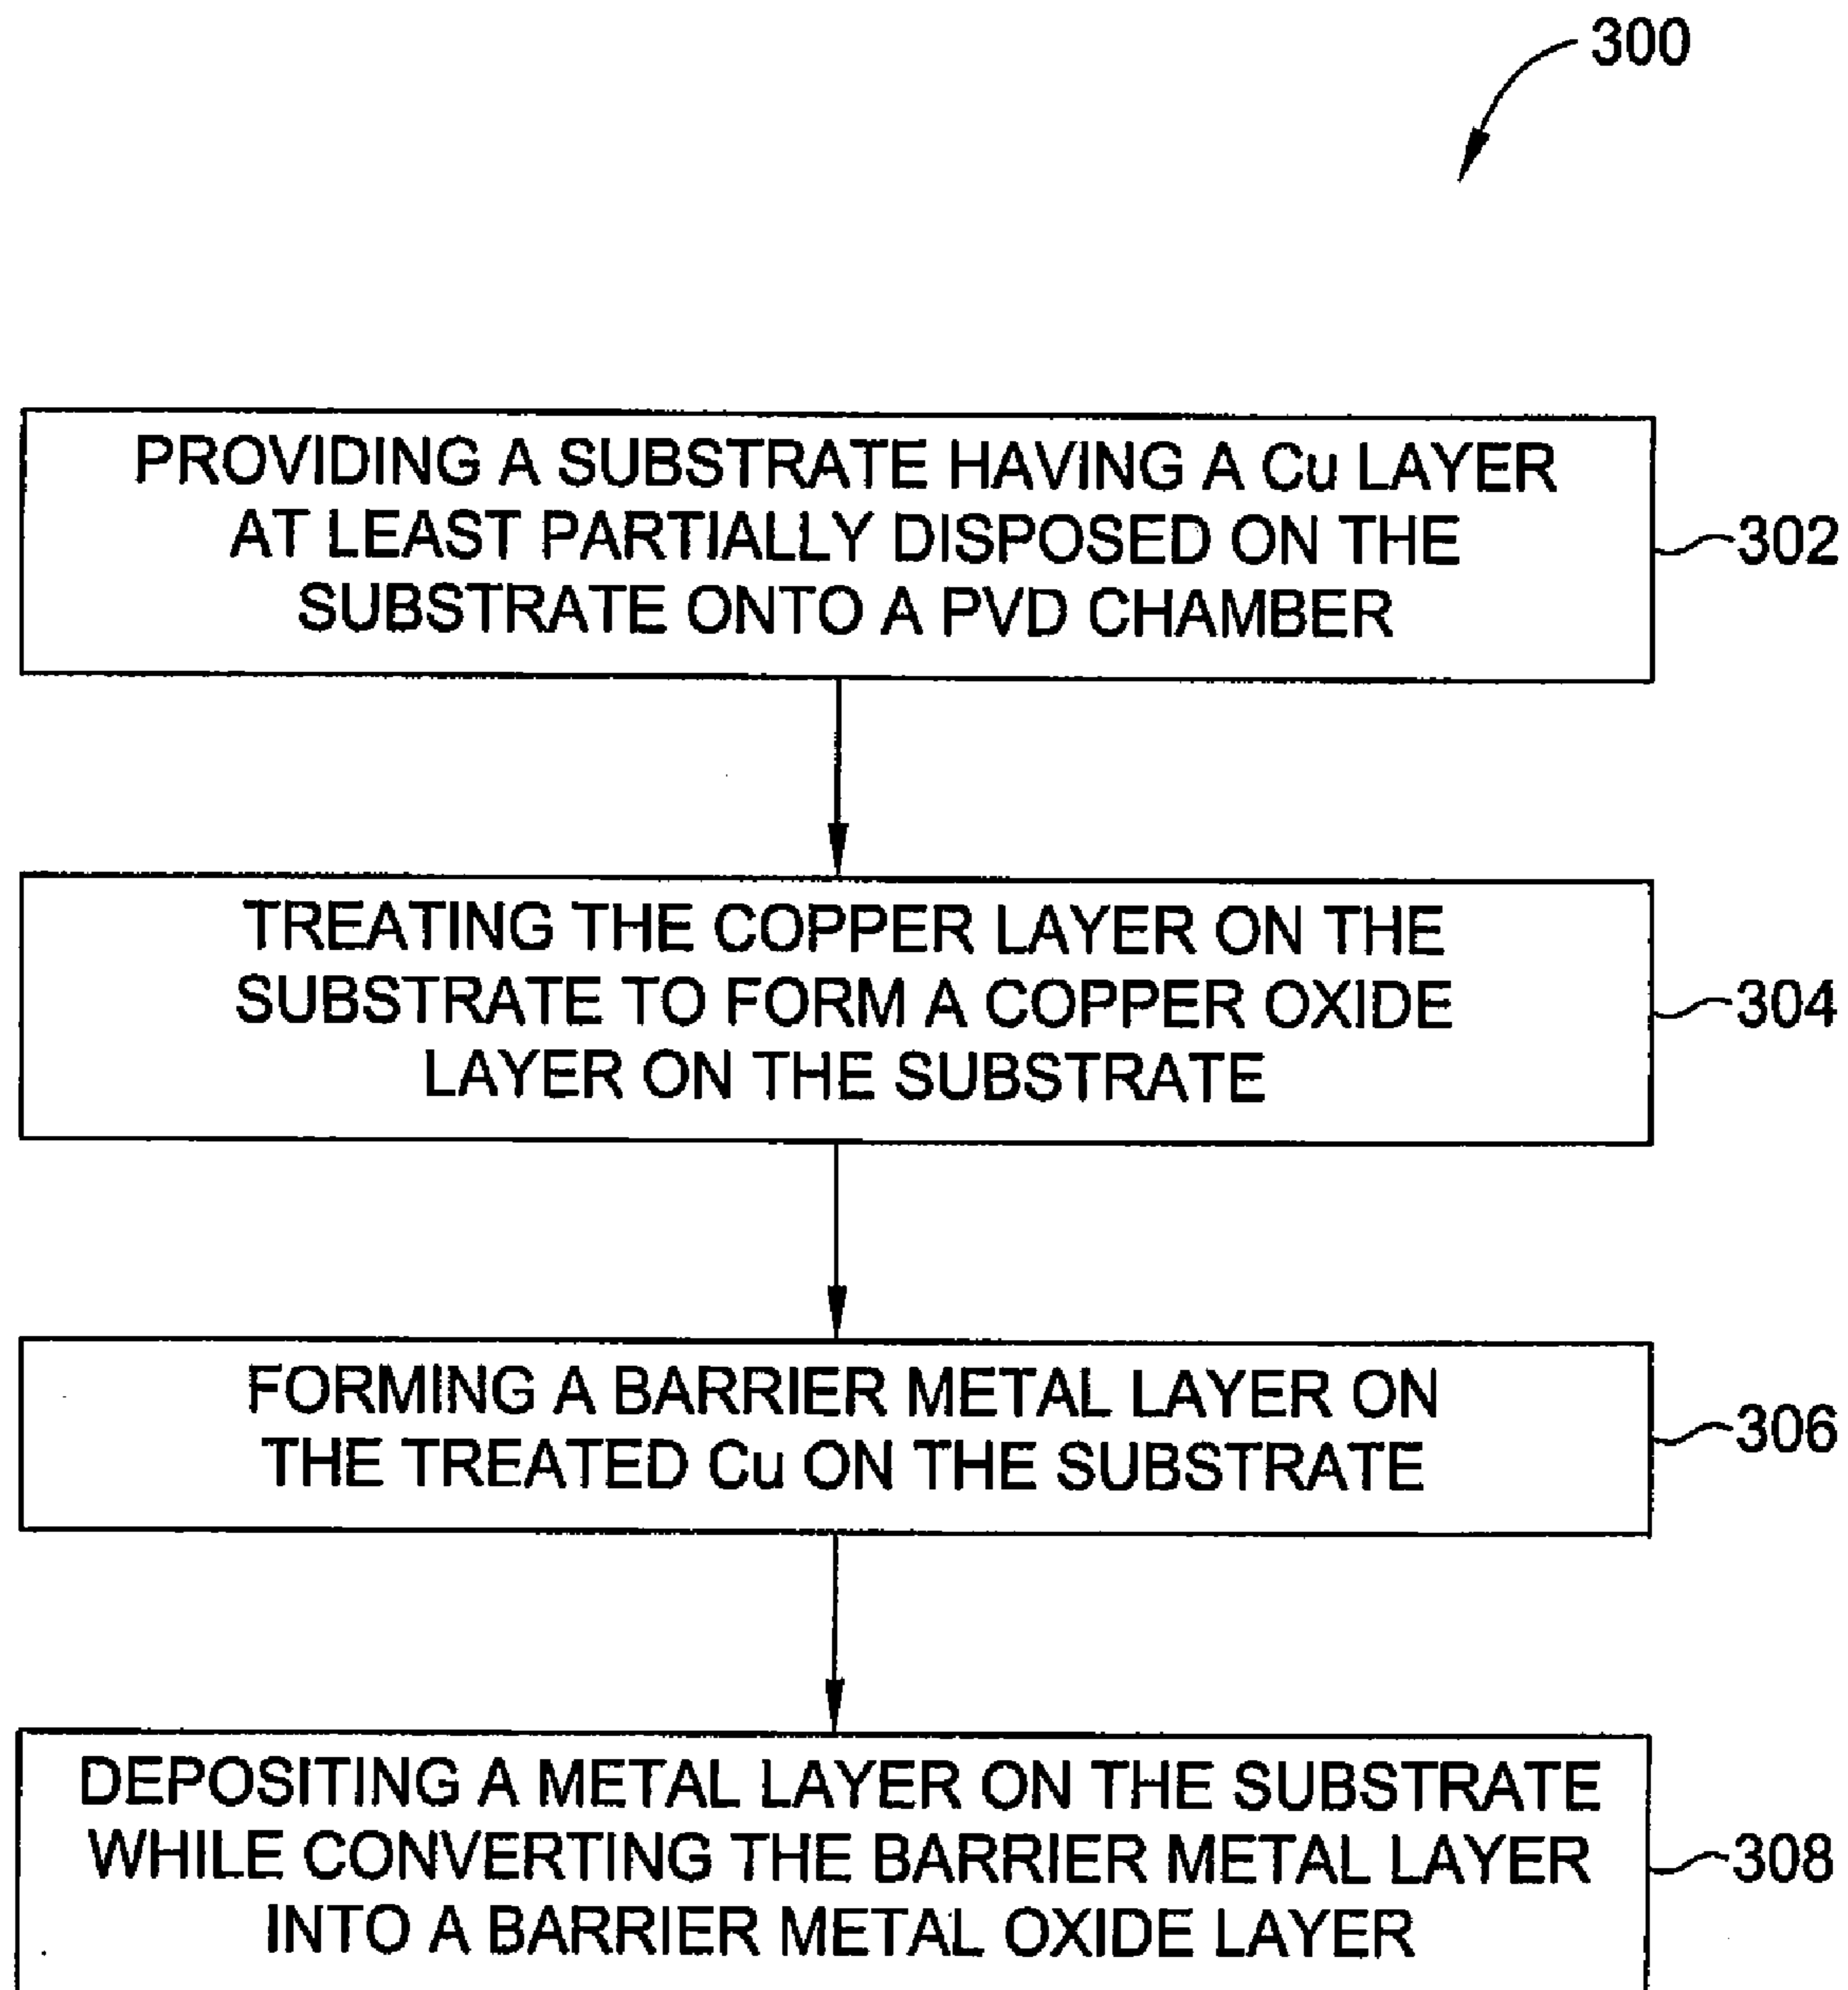 300
PROVIDING A SUBSTRATE HAVING A Cu LAYER
AT LEAST PARTIALLY DISPOSED ON THE
SUBSTRATE ONTO A PVD CHAMBER
302
TREATING THE COPPER LAYER ON THE
SUBSTRATE TO FORM A COPPER OXIDE
LAYER ON THE SUBSTRATE
304
FORMING A BARRIER METAL LAYER ON
THE TREATED Cu ON THE SUBSTRATE
306
DEPOSITING A METAL LAYER ON THE SUBSTRATE
WHILE CONVERTING THE BARRIER METAL LAYER
INTO A BARRIER METAL OXIDE LAYER
308